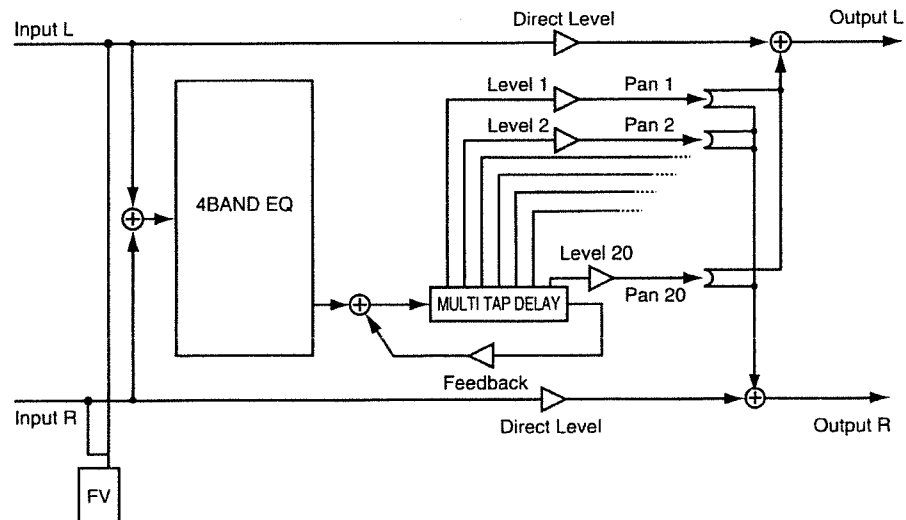 Direct Level
Input L
Output L
Level 1
Pan 1
Level 2
Pan 2
4BAND EQ
Level 20
MULTI TAP DELAY
Pan 20
Feedback
Input R
Direct Level
Output R
FV